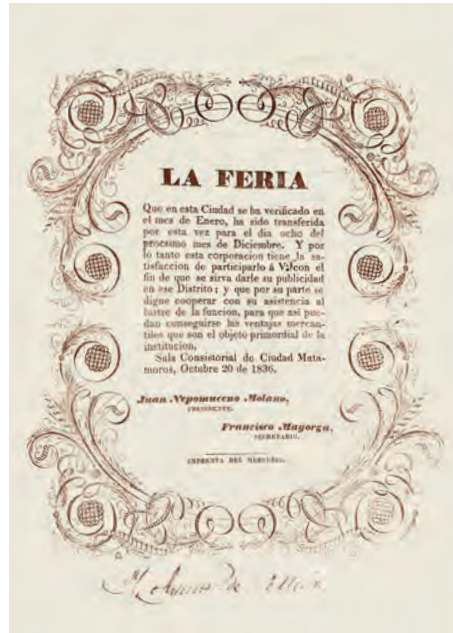 LA FERIA
Que en esta Ciudad se ha verificado en
el mes de Enero, ha sido transferida
por esta vez para el dia ocho del
procsimo mes de Diciembre. Y por
lo tanto esta corporacion tiene la sa-
tisfaccion de participarlo á V. con el
fin de que se sirva darle su publicidad
en ese Distrito; y que por su parte se
digne cooperar con su asistencia al
lustre de la funcion, para que asi pue-
dan conseguirse las ventajas mercan-
tiles que son el objeto primordial de la
institucion.
Sala Consistorial de Ciudad Mata-
moros, Octubre 20 de 1836.
Juan Nepomuceno Molano,
PRESIDENTE.
Francisco Mayorga,
SECRETARIO.
IMPRENTA DEL MERCURIO.